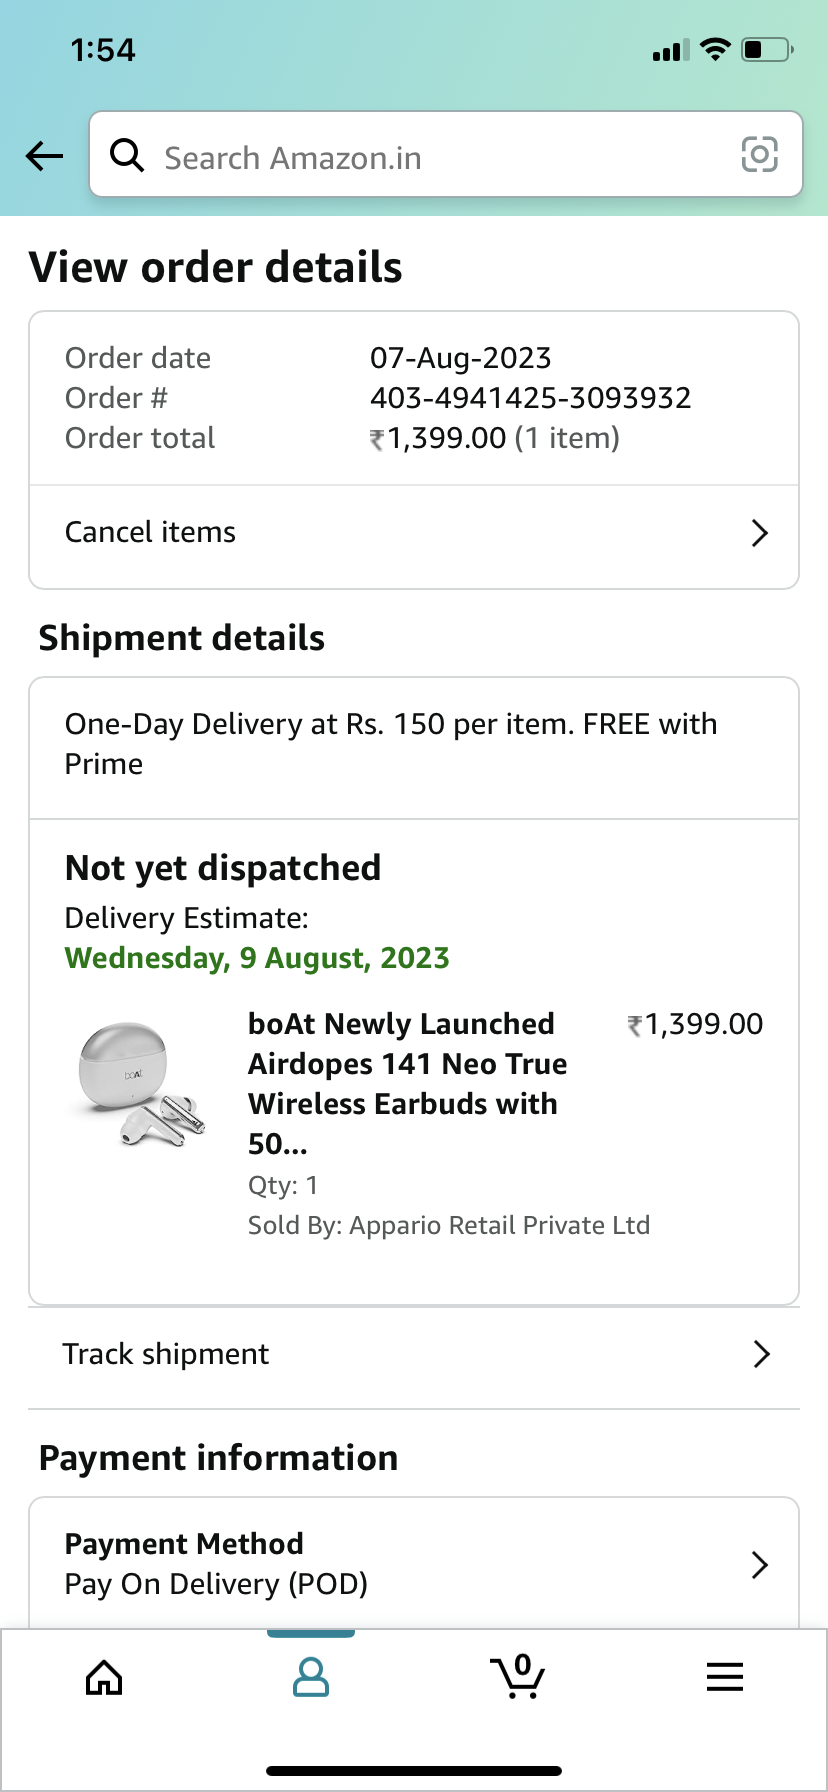 1:54
Search Amazon.in
View order details
Order date 07-Aug-2023
Order # 403-4941425-3093932
Order total ₹1,399.00 (1 item)
Cancel items
Shipment details
One-Day Delivery at Rs. 150 per item. FREE with
Prime
Not yet dispatched
Delivery Estimate:
Wednesday, 9 August, 2023
boAt
boAt Newly Launched ₹1,399.00
Airdopes 141 Neo True
Wireless Earbuds with
50...
Qty: 1
Sold By: Appario Retail Private Ltd
Track shipment
Payment information
Payment Method
Pay On Delivery (POD)
0